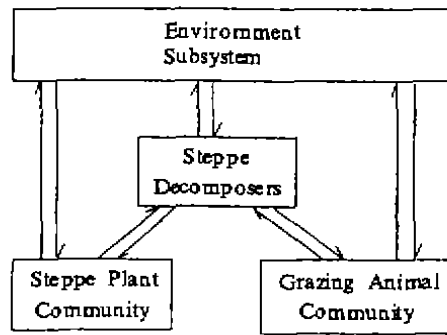 Environment
Subsystem
Steppe
Decomposers
Steppe Plant
Community
Grazing Animal
Community